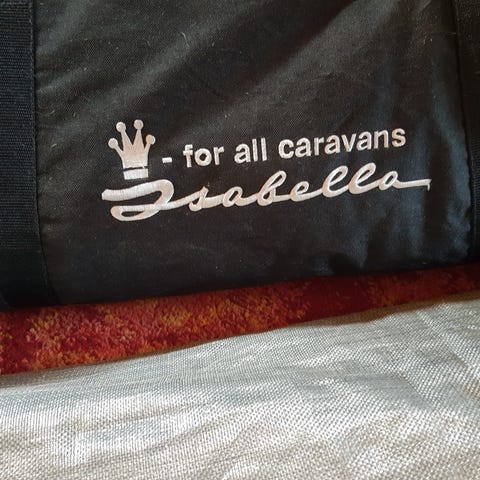 - for all caravans
Isabella